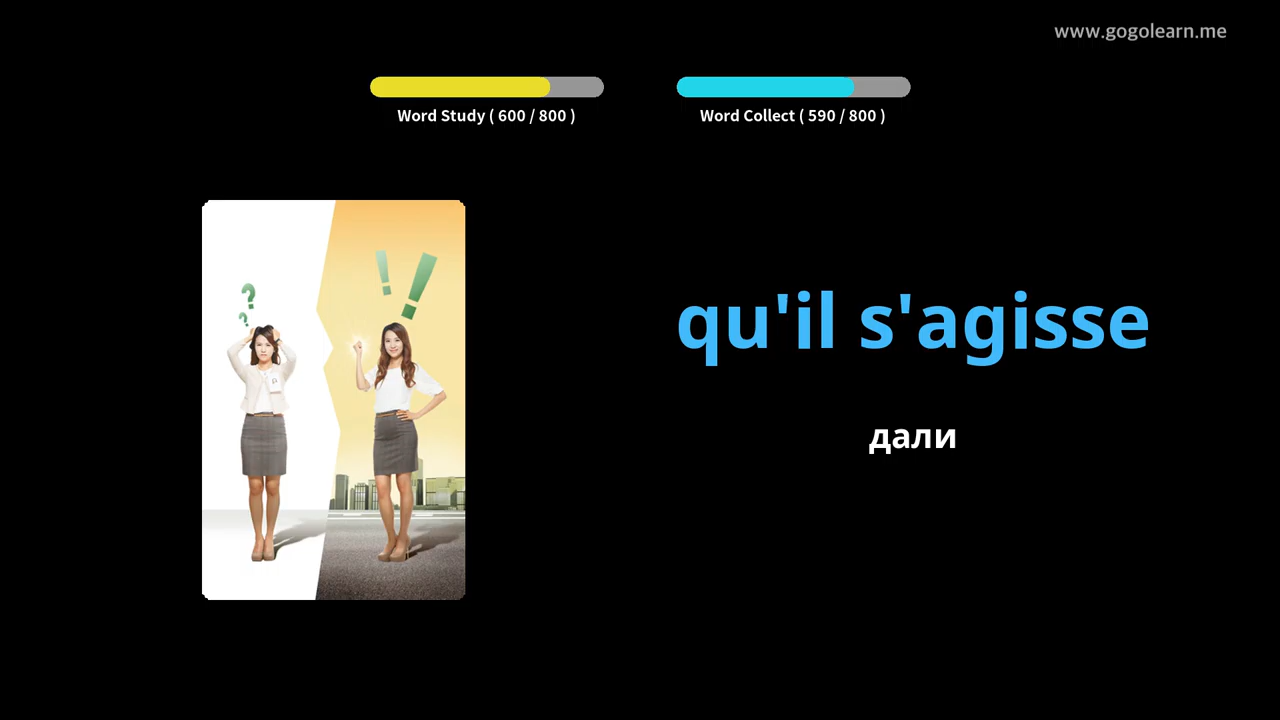 www.gogolearn.me
Word Study ( 600 / 800 )
Word Collect ( 590 / 800 )
qu'il s'agisse
дали